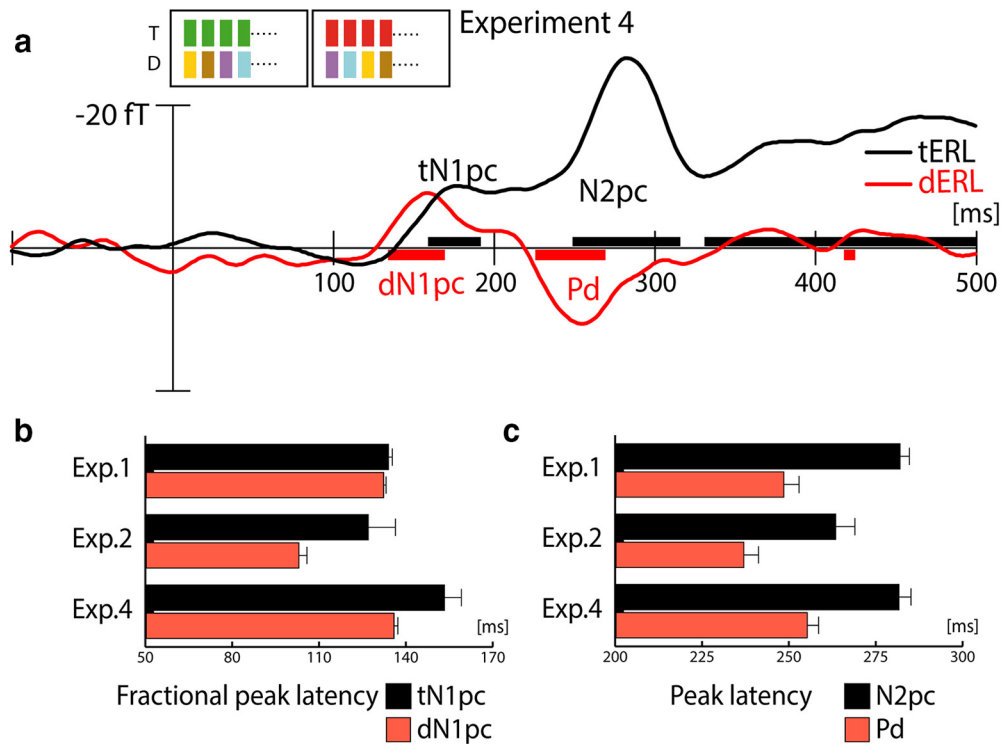 a
T ..... ..... Experiment 4
D ..... .....
-20 fT
tN1pc
N2pc
tERL
dERL
[ms]
dN1pc
Pd
100 200 300 400 500
b
Exp.1
Exp.2
Exp.4
[ms]
50 80 110 140 170
Fractional peak latency tN1pc
dN1pc
c
Exp.1
Exp.2
Exp.4
[ms]
200 225 250 275 300
Peak latency N2pc
Pd